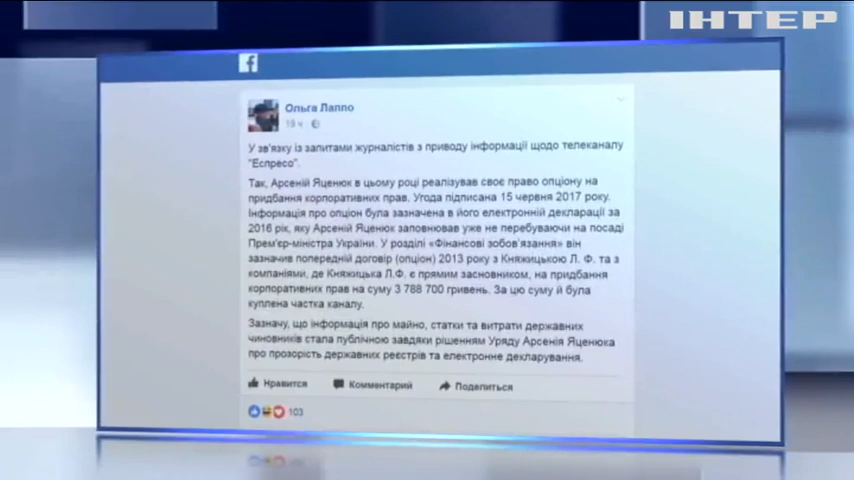 ІНТЕР
f
Ольга Лаппо
19 ч
У зв'язку із запитами журналістів з приводу інформації щодо телеканалу
"Еспресо".
Так, Арсеній Яценюк в цьому році реалізував своє право опціону на
придбання корпоративних прав. Угода підписана 15 червня 2017 року.
Інформація про опціон була зазначена в його електронній декларації за
2016 рік, яку Арсеній Яценюк заповнював уже не перебуваючи на посаді
Прем'єр-міністра України. У розділі «Фінансові зобов'язання» він
зазначив попередній договір (опціон) 2013 року з Княжицькою Л. Ф. та з
компаніями, де Княжицька Л.Ф. є прямим засновником, на придбання
корпоративних прав на суму 3 788 700 гривень. За цю суму й була
куплена частка каналу.
Зазначу, що інформація про майно, статки та витрати державних
чиновників стала публічною завдяки рішенням Уряду Арсенія Яценюка
про прозорість державних реєстрів та електронне декларування.
Нравится Комментарий Поделиться
103